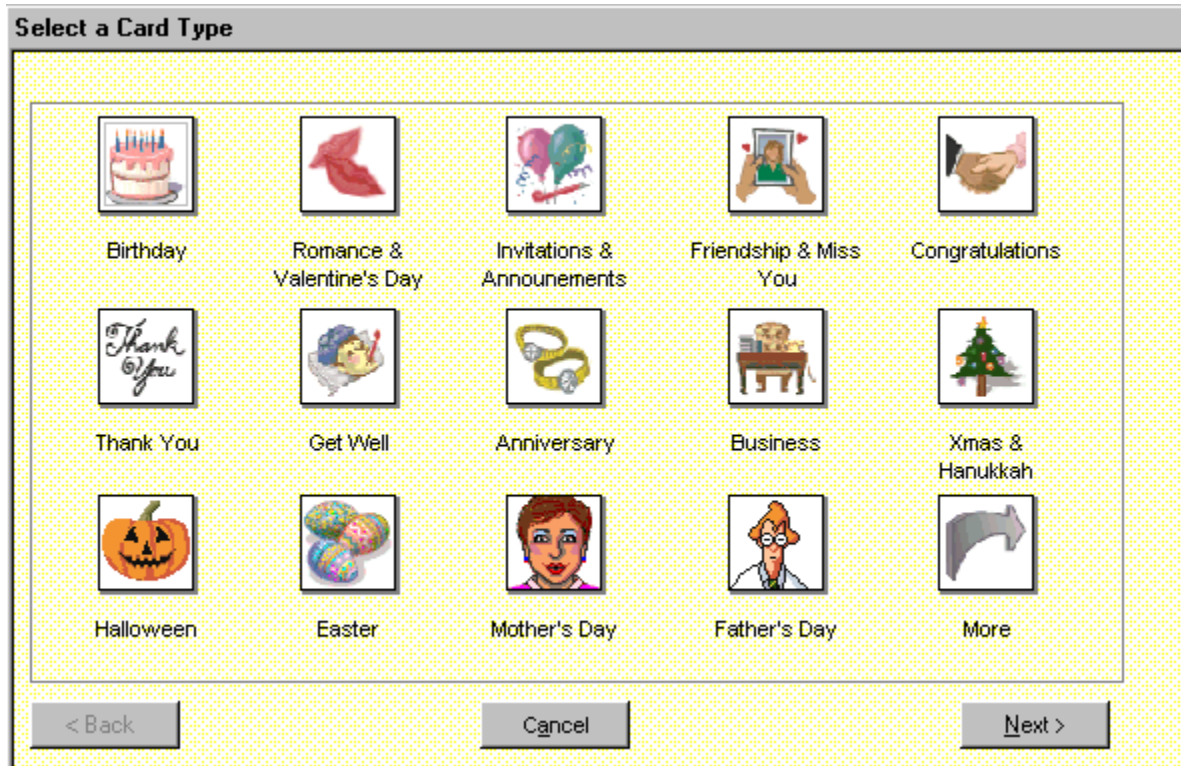 Select a Card Type
Birthday
Romance &
Valentine's Day
Invitations &
Announements
Friendship & Miss
You
Congratulations
Thank
You
Thank You
Get Well
Anniversary
Business
Xmas &
Hanukkah
Halloween
Easter
Mother's Day
Father's Day
More
< Back
Cancel
Next >